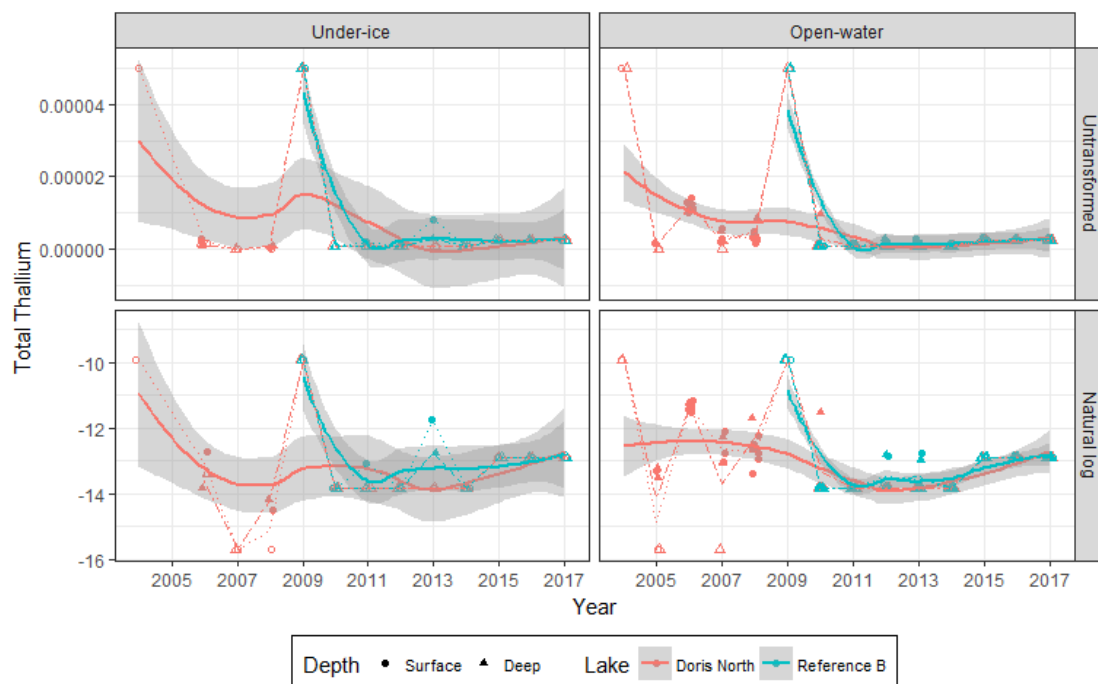 Under-ice Open-water
0.00004
0.00002
0.00000
Untransformed
Total Thallium
-10
-12
-14
-16
Natural log
2005 2007 2009 2011 2013 2015 2017 2005 2007 2009 2011 2013 2015 2017
Year
Depth Surface Deep Lake Doris North Reference B